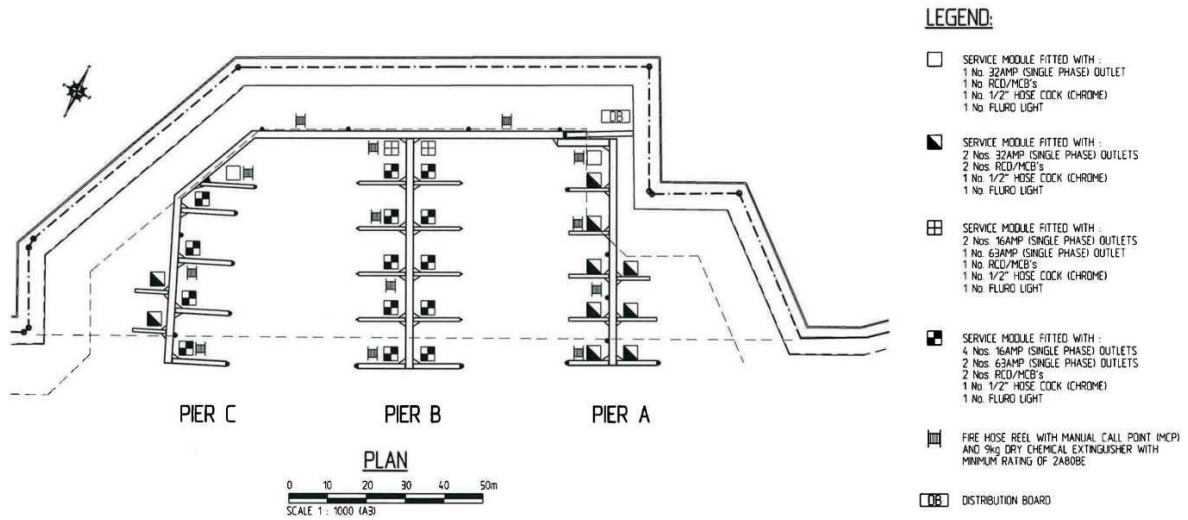 LEGEND:
SERVICE MODULE FITTED WITH :
1 No. 32AMP (SINGLE PHASE) OUTLET
1 No. RCD/MCB's
1 No. 1/2" HOSE COCK (CHROME)
1 No. FLURO LIGHT
SERVICE MODULE FITTED WITH :
2 Nos. 32AMP (SINGLE PHASE) OUTLETS
2 Nos. RCD/MCB's
1 No. 1/2" HOSE COCK (CHROME)
1 No. FLURO LIGHT
SERVICE MODULE FITTED WITH :
2 Nos. 16AMP (SINGLE PHASE) OUTLETS
1 No. 63AMP (SINGLE PHASE) OUTLET
1 No. RCD/MCB's
1 No. 1/2" HOSE COCK (CHROME)
1 No. FLURO LIGHT
SERVICE MODULE FITTED WITH :
4 Nos. 16AMP (SINGLE PHASE) OUTLETS
2 Nos. 63AMP (SINGLE PHASE) OUTLETS
2 Nos. RCD/MCB's
1 No. 1/2" HOSE COCK (CHROME)
1 No. FLURO LIGHT
FIRE HOSE REEL WITH MANUAL CALL POINT (MCP)
AND 9kg DRY CHEMICAL EXTINGUISHER WITH
MINIMUM RATING OF 2A80BE
DB DISTRIBUTION BOARD
DB
PIER C
PIER B
PIER A
PLAN
0 10 20 30 40 50m
SCALE 1 : 1000 (A3)